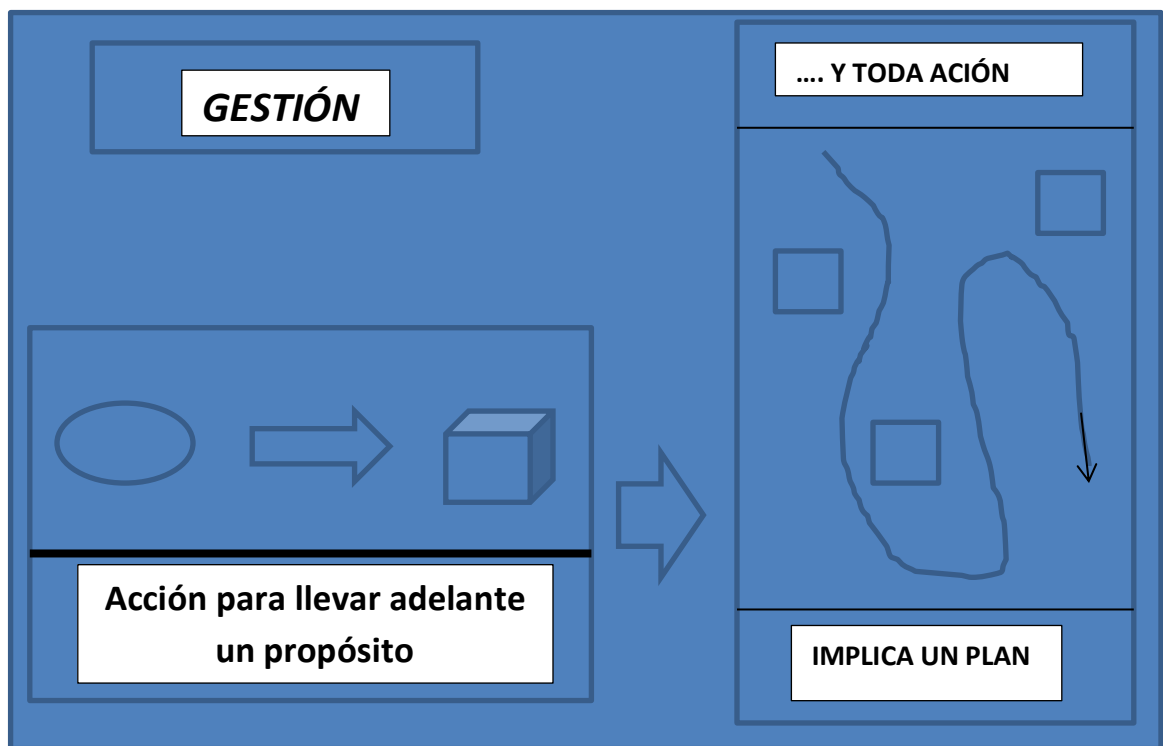 GESTIÓN
Acción para llevar adelante
un propósito
.... Y TODA ACIÓN
IMPLICA UN PLAN